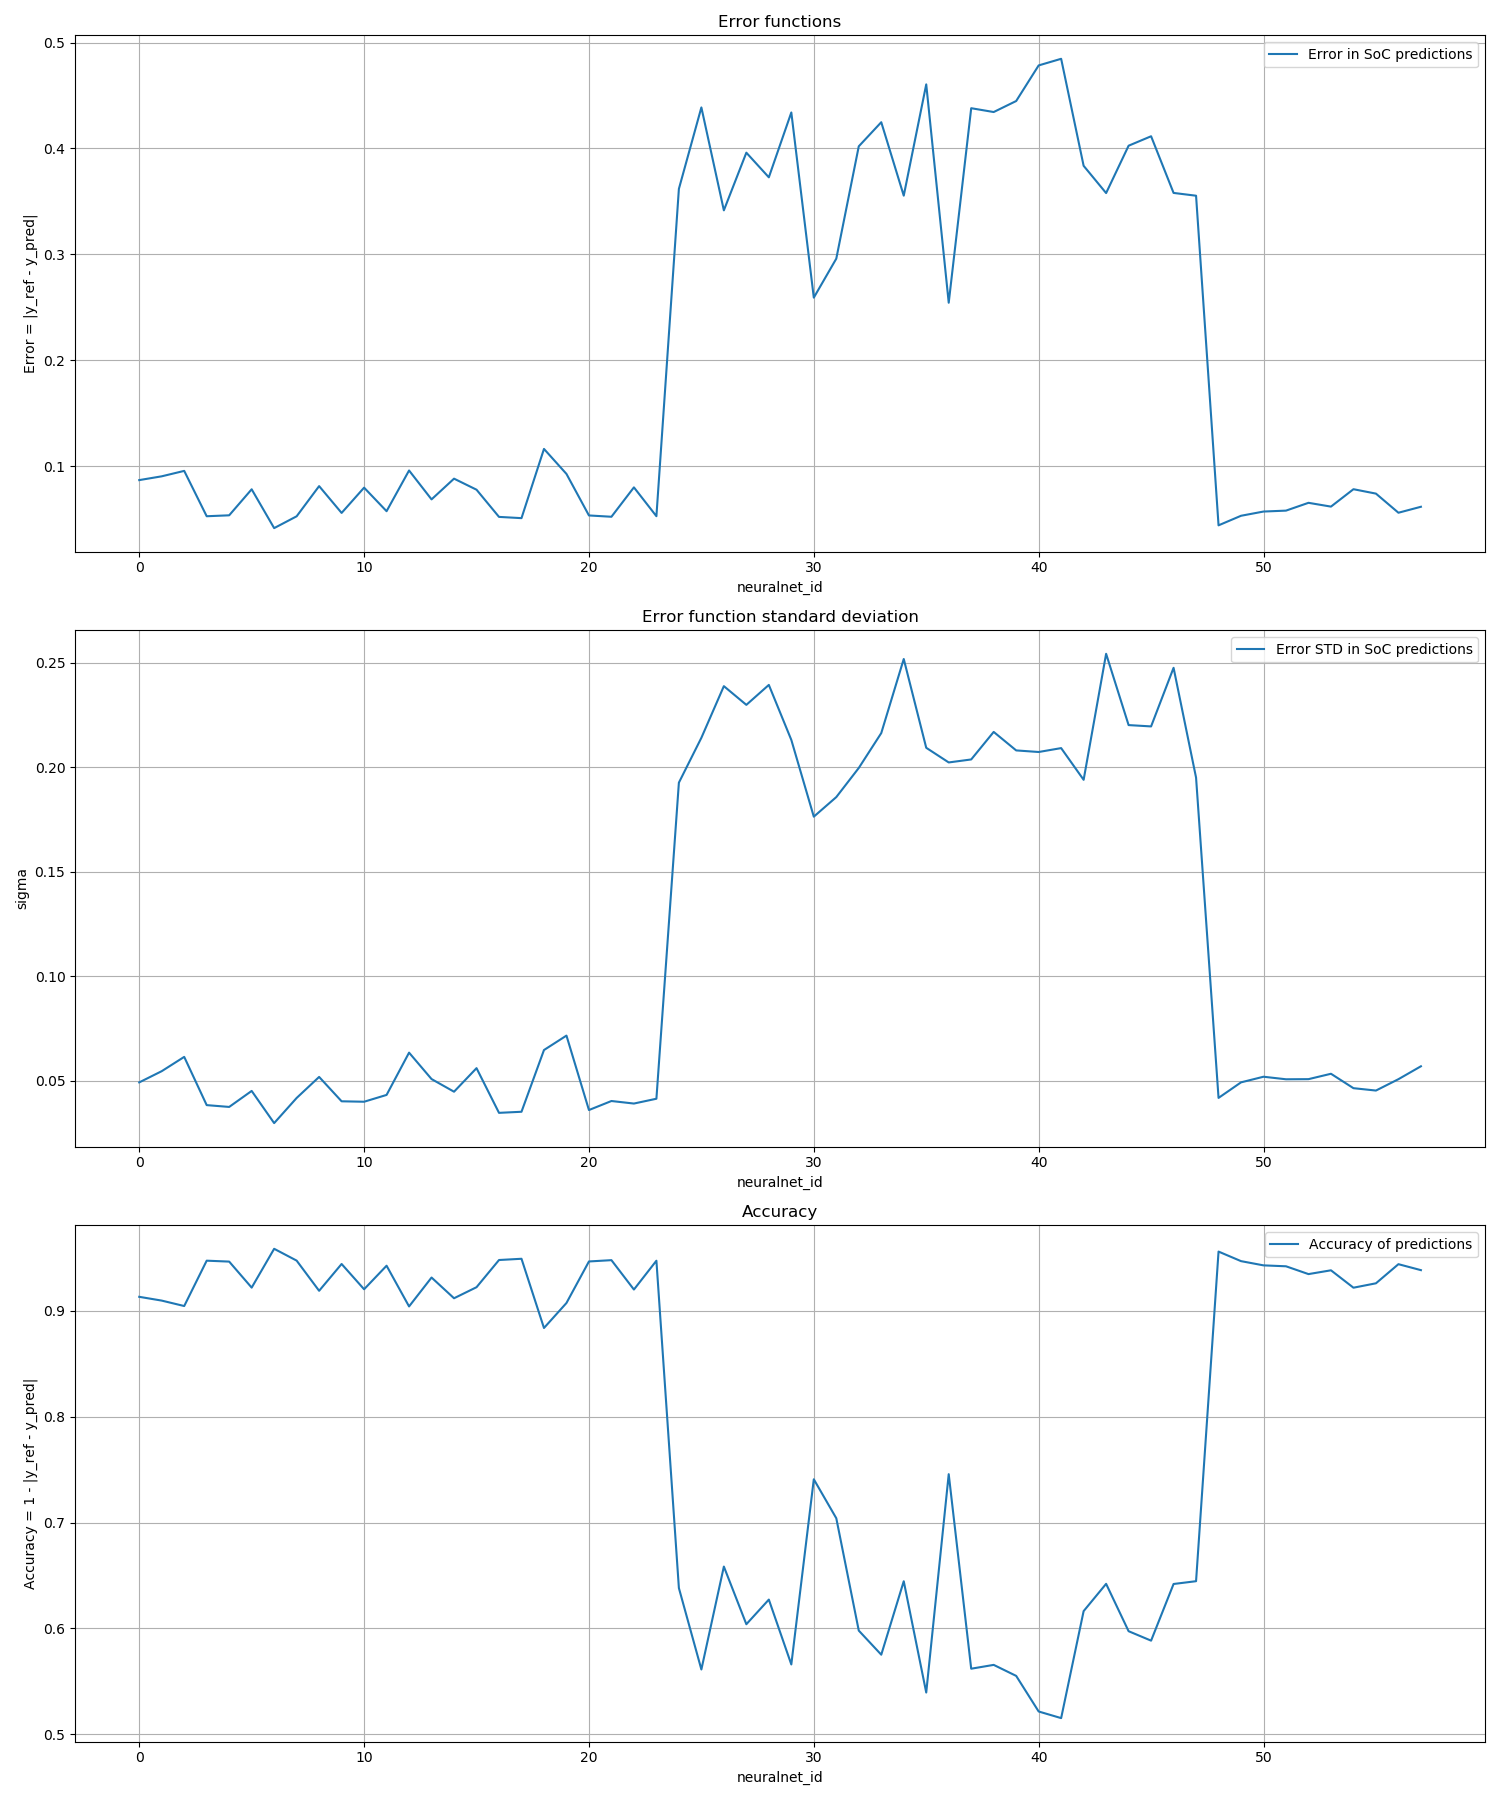 Error functions
Error in SoC predictions
Error = |y_ref - y_pred|
0.5
0.4
0.3
0.2
0.1
0 10 20 30 40 50
neuralnet_id
Error function standard deviation
Error STD in SoC predictions
sigma
0.25
0.20
0.15
0.10
0.05
0 10 20 30 40 50
neuralnet_id
Accuracy
Accuracy of predictions
Accuracy = 1 - |y_ref - y_pred|
0.9
0.8
0.7
0.6
0.5
0 10 20 30 40 50
neuralnet_id